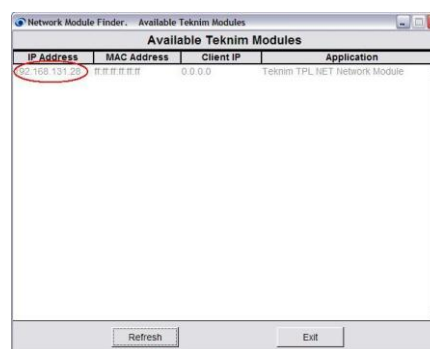 Network Module Finder. Available Teknim Modules
Available Teknim Modules
IP Address MAC Address Client IP Application
192.168.131.28 ff:ff:ff:ff:ff:ff 0.0.0.0 Teknim TPL NET Network Module
Refresh Exit